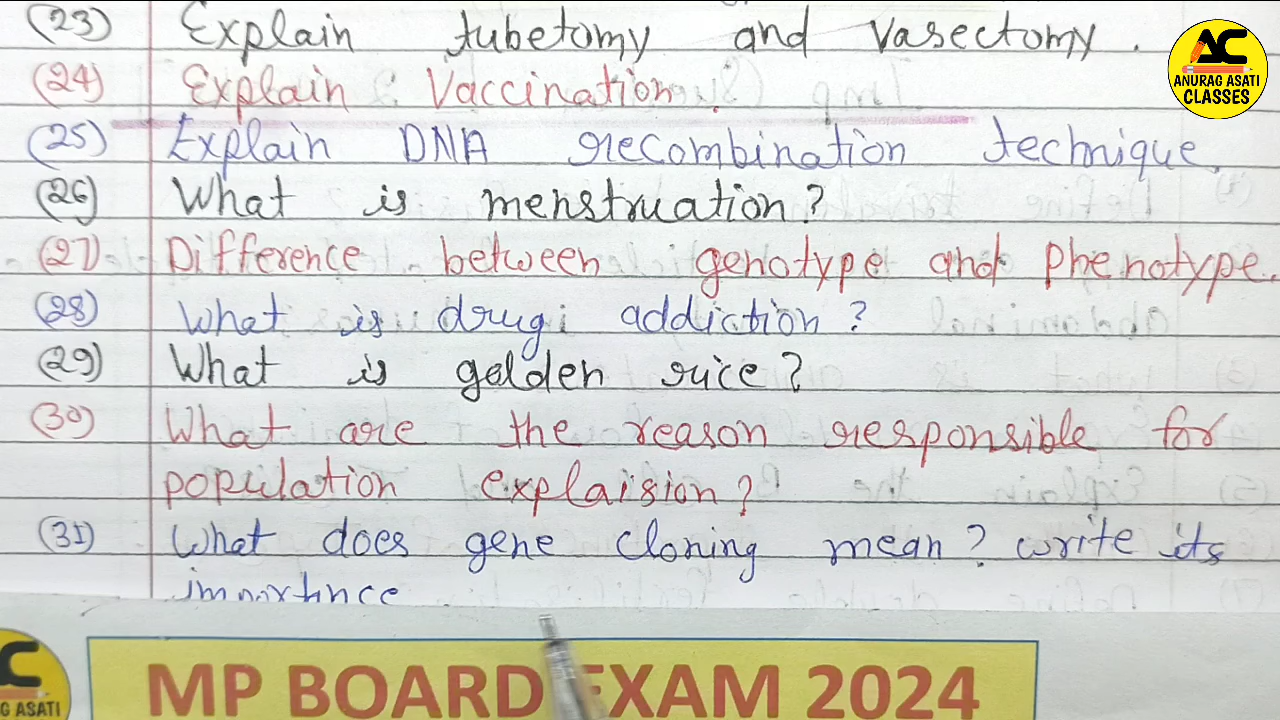 (23) Explain tubetomy and vasectomy.
AC
ANURAG ASATI
CLASSES
(24) Explain Vaccination.
(25) Explain DNA recombination technique.
(26) What is menstruation?
(27) Difference between genotype and Phenotype.
(28) What is drug addiction?
(29) What is golden rice?
(30) What are the reason responsible for
population explaision?
(31) What does gene cloning mean? write its
importince
MP BOARD EXAM 2024
C
G ASATI